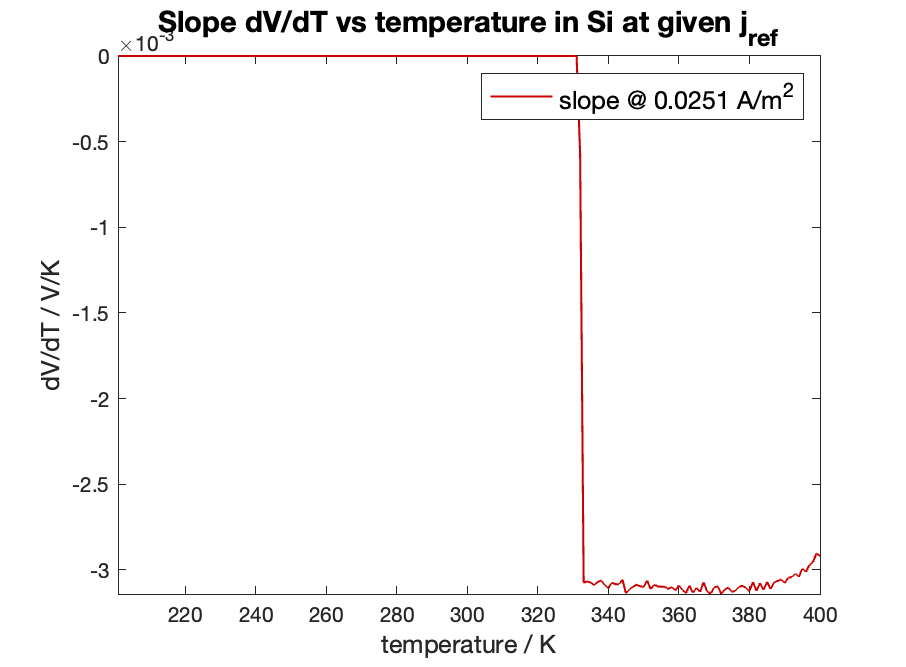 Slope dV/dT vs temperature in Si at given j_ref
×10^-3
slope @ 0.0251 A/m^2
0
-0.5
-1
-1.5
-2
-2.5
-3
dV/dT / V/K
220 240 260 280 300 320 340 360 380 400
temperature / K